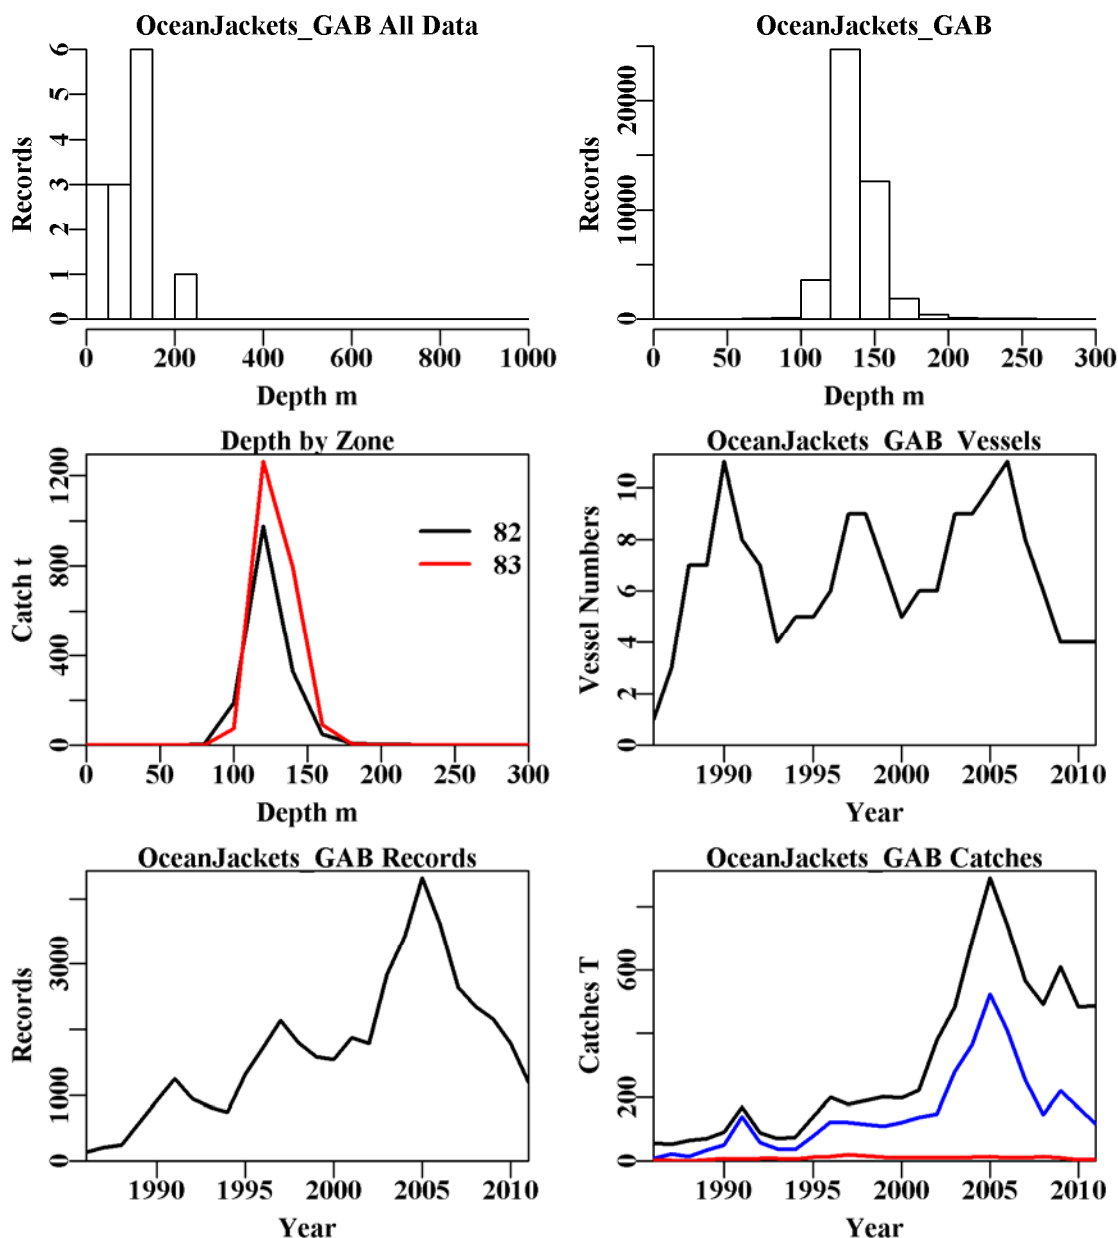 OceanJackets_GAB All Data
Records
0 1 2 3 4 5 6
0 200 400 600 800 1000
Depth m
OceanJackets_GAB
Records
0 10000 20000
0 50 100 150 200 250 300
Depth m
Depth by Zone
Catch t
0 400 800 1200
82
83
0 50 100 150 200 250 300
Depth m
OceanJackets_GAB_Vessels
Vessel Numbers
0 2 4 6 8 10
1990 1995 2000 2005 2010
Year
OceanJackets_GAB Records
Records
0 1000 3000
1990 1995 2000 2005 2010
Year
OceanJackets_GAB Catches
Catches T
0 200 600
1990 1995 2000 2005 2010
Year